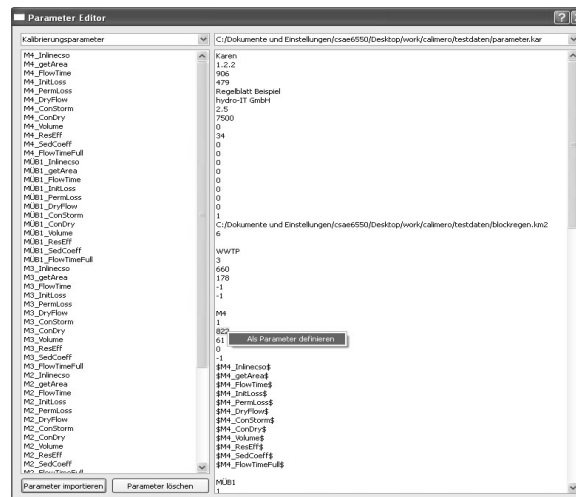 Parameter Editor
Kalibrierungsparameter
C:/Dokumente und Einstellungen/csae6550/Desktop/work/calimero/testdaten/parameter.kar
M4_Inlinecso
M4_getArea
M4_FlowTime
M4_InitLoss
M4_PermLoss
M4_DryFlow
M4_ConStorm
M4_ConDry
M4_Volume
M4_ResEff
M4_SedCoeff
M4_FlowTimeFull
MÜB1_Inlinecso
MÜB1_getArea
MÜB1_FlowTime
MÜB1_InitLoss
MÜB1_PermLoss
MÜB1_DryFlow
MÜB1_ConStorm
MÜB1_ConDry
MÜB1_Volume
MÜB1_ResEff
MÜB1_SedCoeff
MÜB1_FlowTimeFull
M3_Inlinecso
M3_getArea
M3_FlowTime
M3_InitLoss
M3_PermLoss
M3_DryFlow
M3_ConStorm
M3_ConDry
M3_Volume
M3_ResEff
M3_SedCoeff
M3_FlowTimeFull
M2_Inlinecso
M2_getArea
M2_FlowTime
M2_InitLoss
M2_PermLoss
M2_DryFlow
M2_ConStorm
M2_ConDry
M2_Volume
M2_ResEff
M2_SedCoeff
M2_FlowTimeFull
Karen
1.2.2
906
479
Regelblatt Beispiel
hydro-IT GmbH
2.5
7500
0
34
0
0
0
0
0
0
1
C:/Dokumente und Einstellungen/csae6550/Desktop/work/calimero/testdaten/blockregen.km2
6
WWTP
3
660
178
-1
-1
M4
1
822
61
Als Parameter definieren
0
-1
$M4_Inlinecso$
$M4_getArea$
$M4_FlowTime$
$M4_InitLoss$
$M4_PermLoss$
$M4_DryFlow$
$M4_ConStorm$
$M4_ConDry$
$M4_Volume$
$M4_ResEff$
$M4_SedCoeff$
$M4_FlowTimeFull$
MÜB1
1
Parameter importieren
Parameter löschen